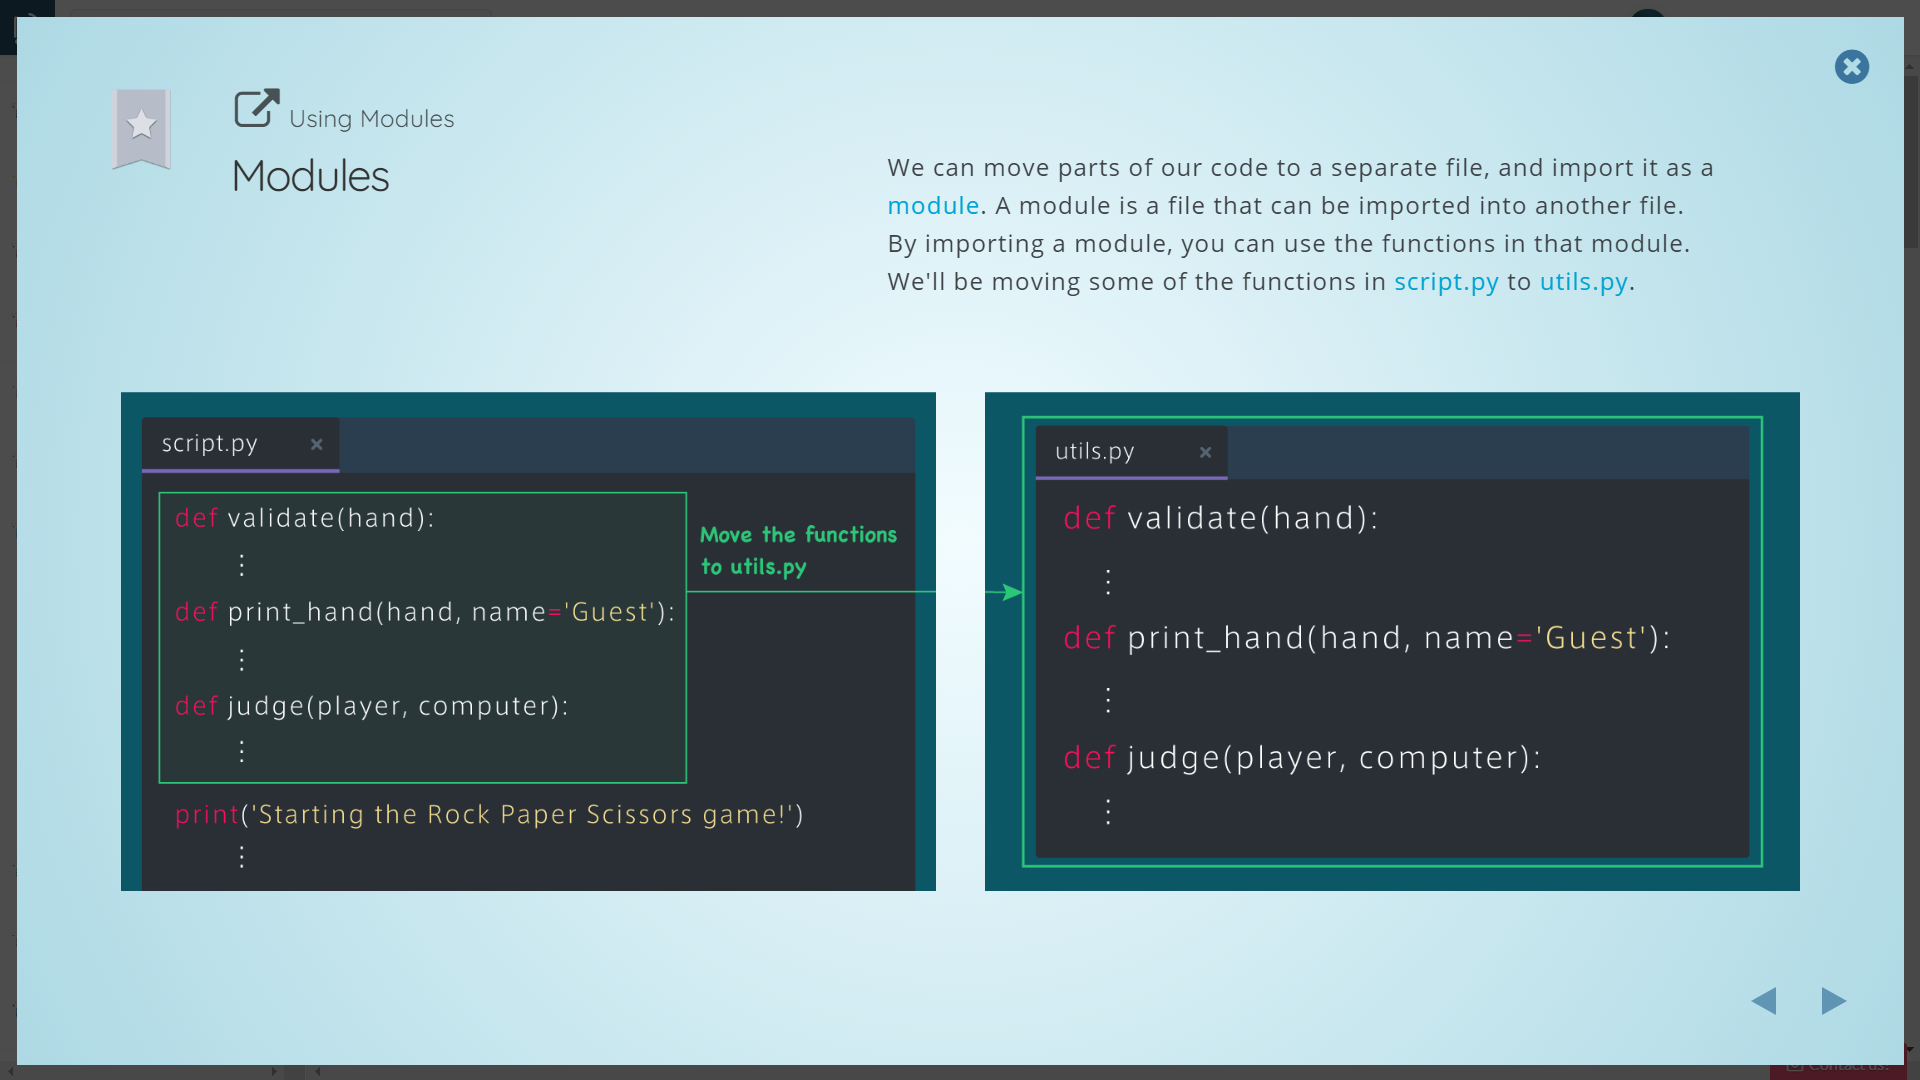 Using Modules
Modules
We can move parts of our code to a separate file, and import it as a
module. A module is a file that can be imported into another file.
By importing a module, you can use the functions in that module.
We'll be moving some of the functions in script.py to utils.py.
script.py ×
def validate(hand):
⋮
def print_hand(hand, name='Guest'):
⋮
def judge(player, computer):
⋮
print('Starting the Rock Paper Scissors game!')
⋮
Move the functions
to utils.py
utils.py ×
def validate(hand):
⋮
def print_hand(hand, name='Guest'):
⋮
def judge(player, computer):
⋮
Contact us!